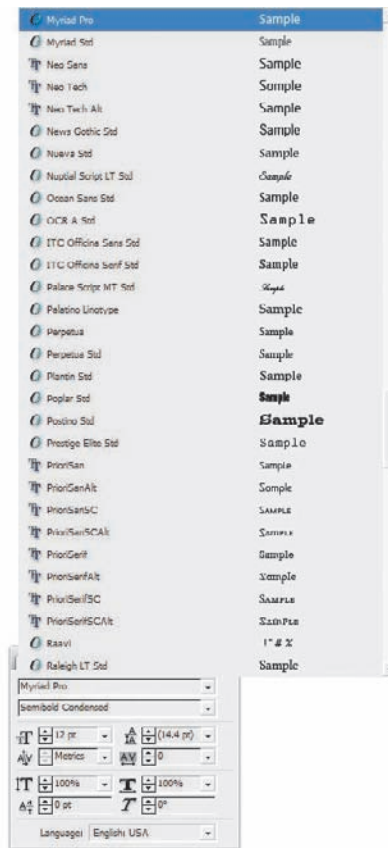 Myriad Pro Sample
Myriad Std Sample
Neo Sans Sample
Neo Tech Sample
Neo Tech Alt Sample
News Gothic Std Sample
Nueva Std Sample
Nuptial Script LT Std Sample
Ocean Sans Std Sample
OCR A Std Sample
ITC Officina Sans Std Sample
ITC Officina Serif Std Sample
Palace Script MT Std Sample
Palatino Linotype Sample
Perpetua Sample
Perpetua Std Sample
Plantin Std Sample
Poplar Std Sample
Postino Std Sample
Prestige Elite Std Sample
PrioriSan Sample
PrioriSanAlt Sample
PrioriSanSC Sample
PrioriSanSCAlt Sample
PrioriSerif Sample
PrioriSerifAlt Sample
PrioriSerifSC Sample
PrioriSerifSCAlt Sample
Raavi
Raleigh LT Std Sample
Myriad Pro
Semibold Condensed
12 pt (14.4 pt)
Metrics 0
100% 100%
0 pt 0°
Language: English: USA